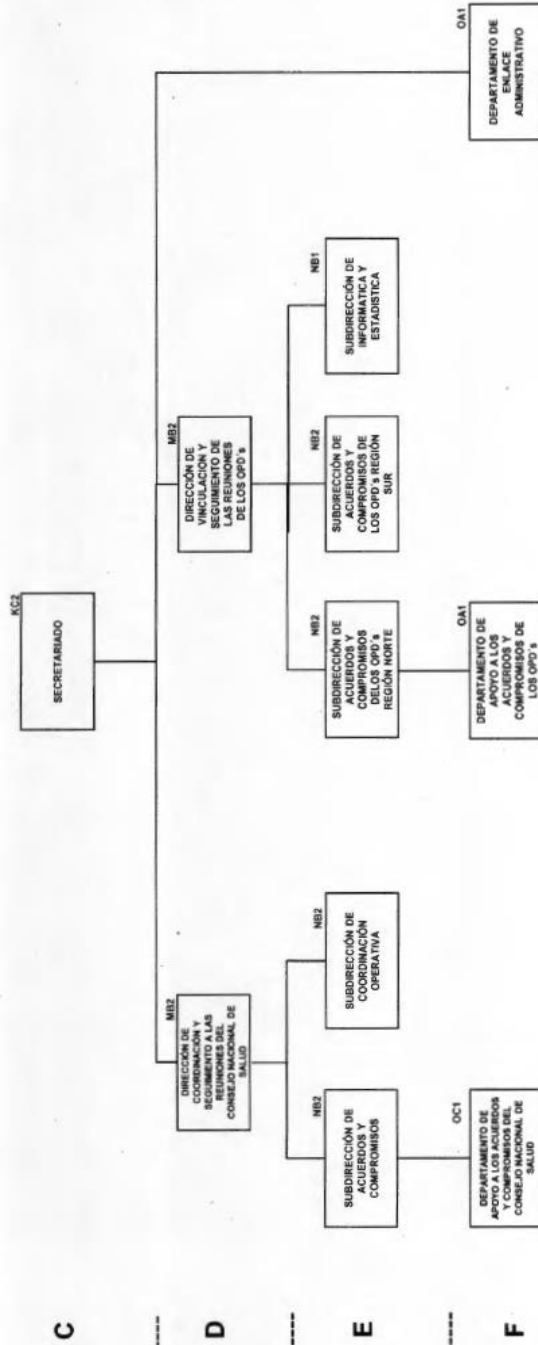 C
KC2
SECRETARIADO
D
MB2
DIRECCIÓN DE
COORDINACIÓN Y
SEGUIMIENTO A LAS
REUNIONES DEL
CONSEJO NACIONAL DE
SALUD
MB2
DIRECCIÓN DE
VINCULACION Y
SEGUIMIENTO DE
LAS REUNIONES
DE LOS OPD's
E
NB2
SUBDIRECCIÓN DE
ACUERDOS Y
COMPROMISOS
NB2
SUBDIRECCIÓN DE
COORDINACIÓN
OPERATIVA
NB2
SUBDIRECCIÓN DE
ACUERDOS Y
COMPROMISOS
DELOS OPD's
REGIÓN NORTE
NB2
SUBDIRECCIÓN DE
ACUERDOS Y
COMPROMISOS DE
LOS OPD's REGIÓN
SUR
NB1
SUBDIRECCIÓN DE
INFORMATICA Y
ESTADISTICA
F
OC1
DEPARTAMENTO DE
APOYO A LOS ACUERDOS
Y COMPROMISOS DEL
CONSEJO NACIONAL DE
SALUD
OA1
DEPARTAMENTO DE
APOYO A LOS
ACUERDOS Y
COMPROMISOS DE
LOS OPD's
OA1
DEPARTAMENTO DE
ENLACE
ADMINISTRATIVO